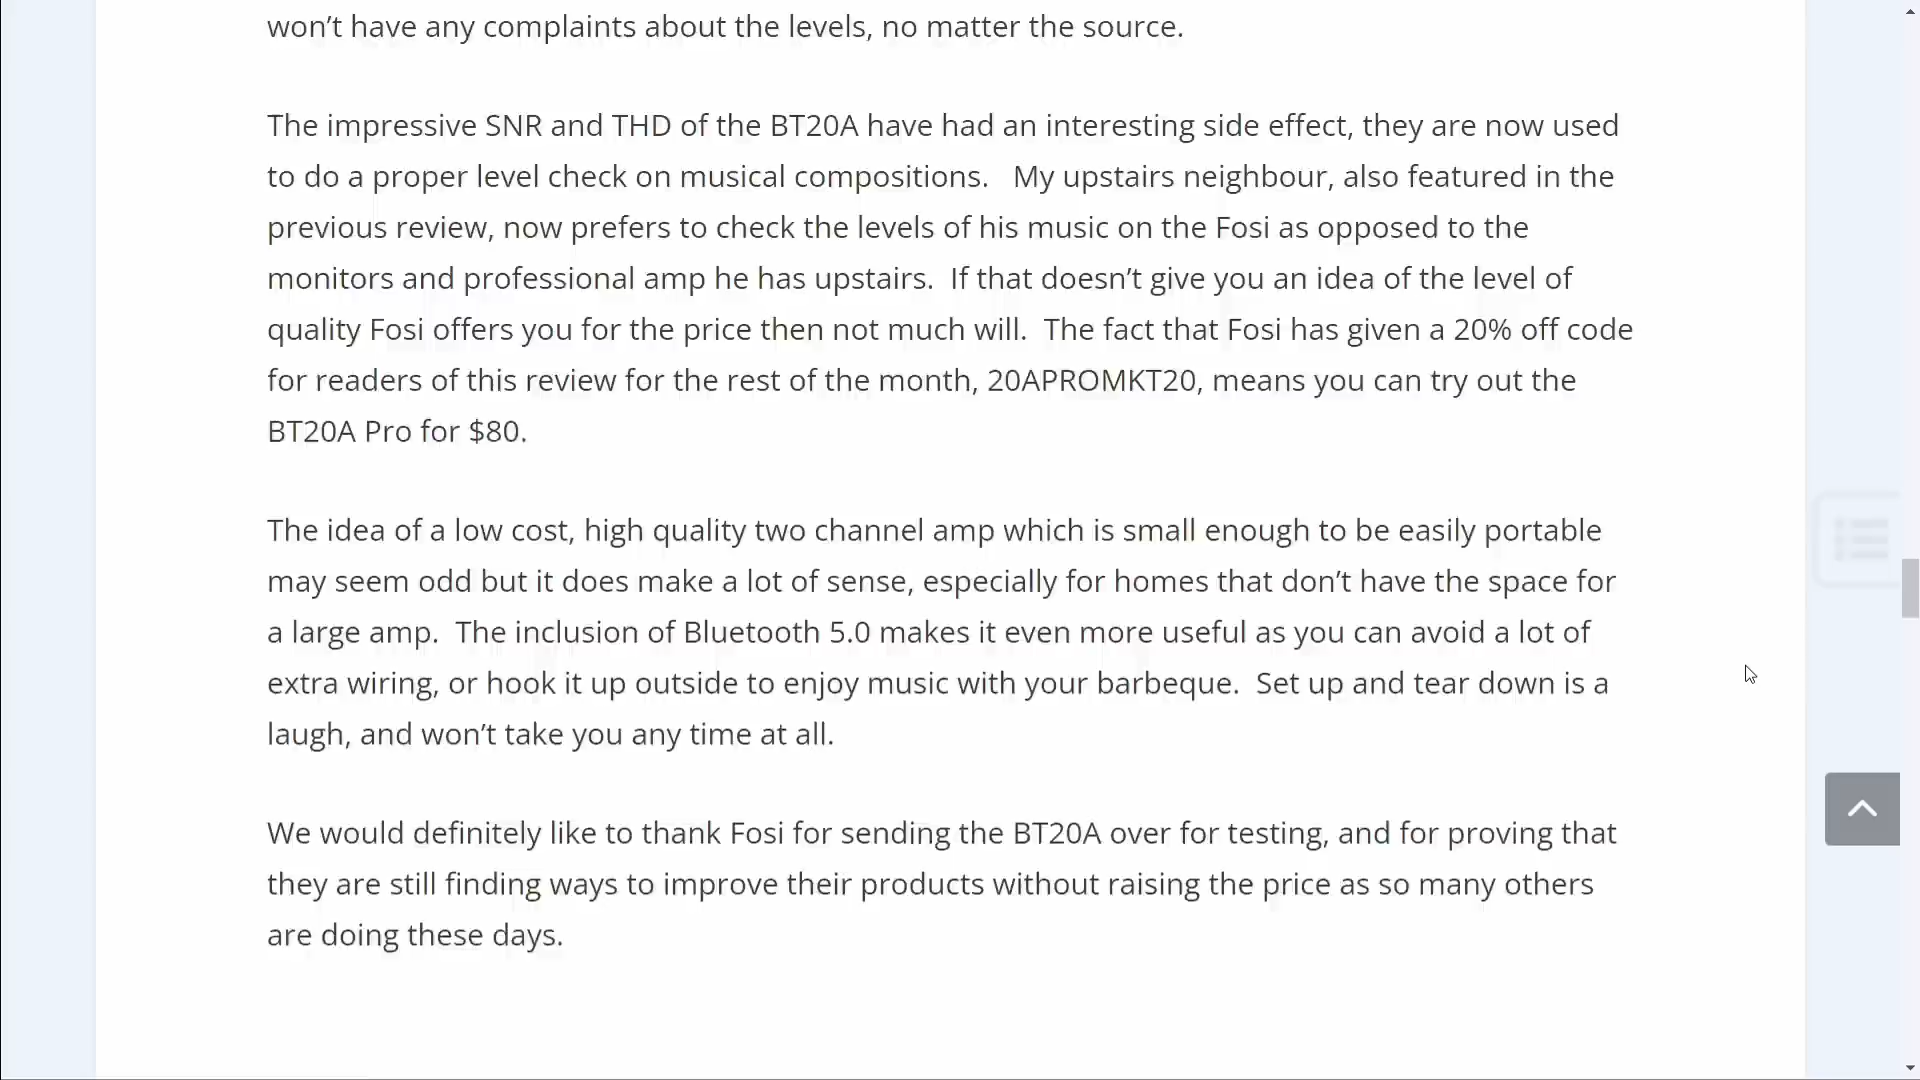 won’t have any complaints about the levels, no matter the source.
The impressive SNR and THD of the BT20A have had an interesting side effect, they are now used
to do a proper level check on musical compositions.   My upstairs neighbour, also featured in the
previous review, now prefers to check the levels of his music on the Fosi as opposed to the
monitors and professional amp he has upstairs.  If that doesn’t give you an idea of the level of
quality Fosi offers you for the price then not much will.  The fact that Fosi has given a 20% off code
for readers of this review for the rest of the month, 20APROMKT20, means you can try out the
BT20A Pro for $80.
The idea of a low cost, high quality two channel amp which is small enough to be easily portable
may seem odd but it does make a lot of sense, especially for homes that don’t have the space for
a large amp.  The inclusion of Bluetooth 5.0 makes it even more useful as you can avoid a lot of
extra wiring, or hook it up outside to enjoy music with your barbeque.  Set up and tear down is a
laugh, and won’t take you any time at all.
We would definitely like to thank Fosi for sending the BT20A over for testing, and for proving that
they are still finding ways to improve their products without raising the price as so many others
are doing these days.